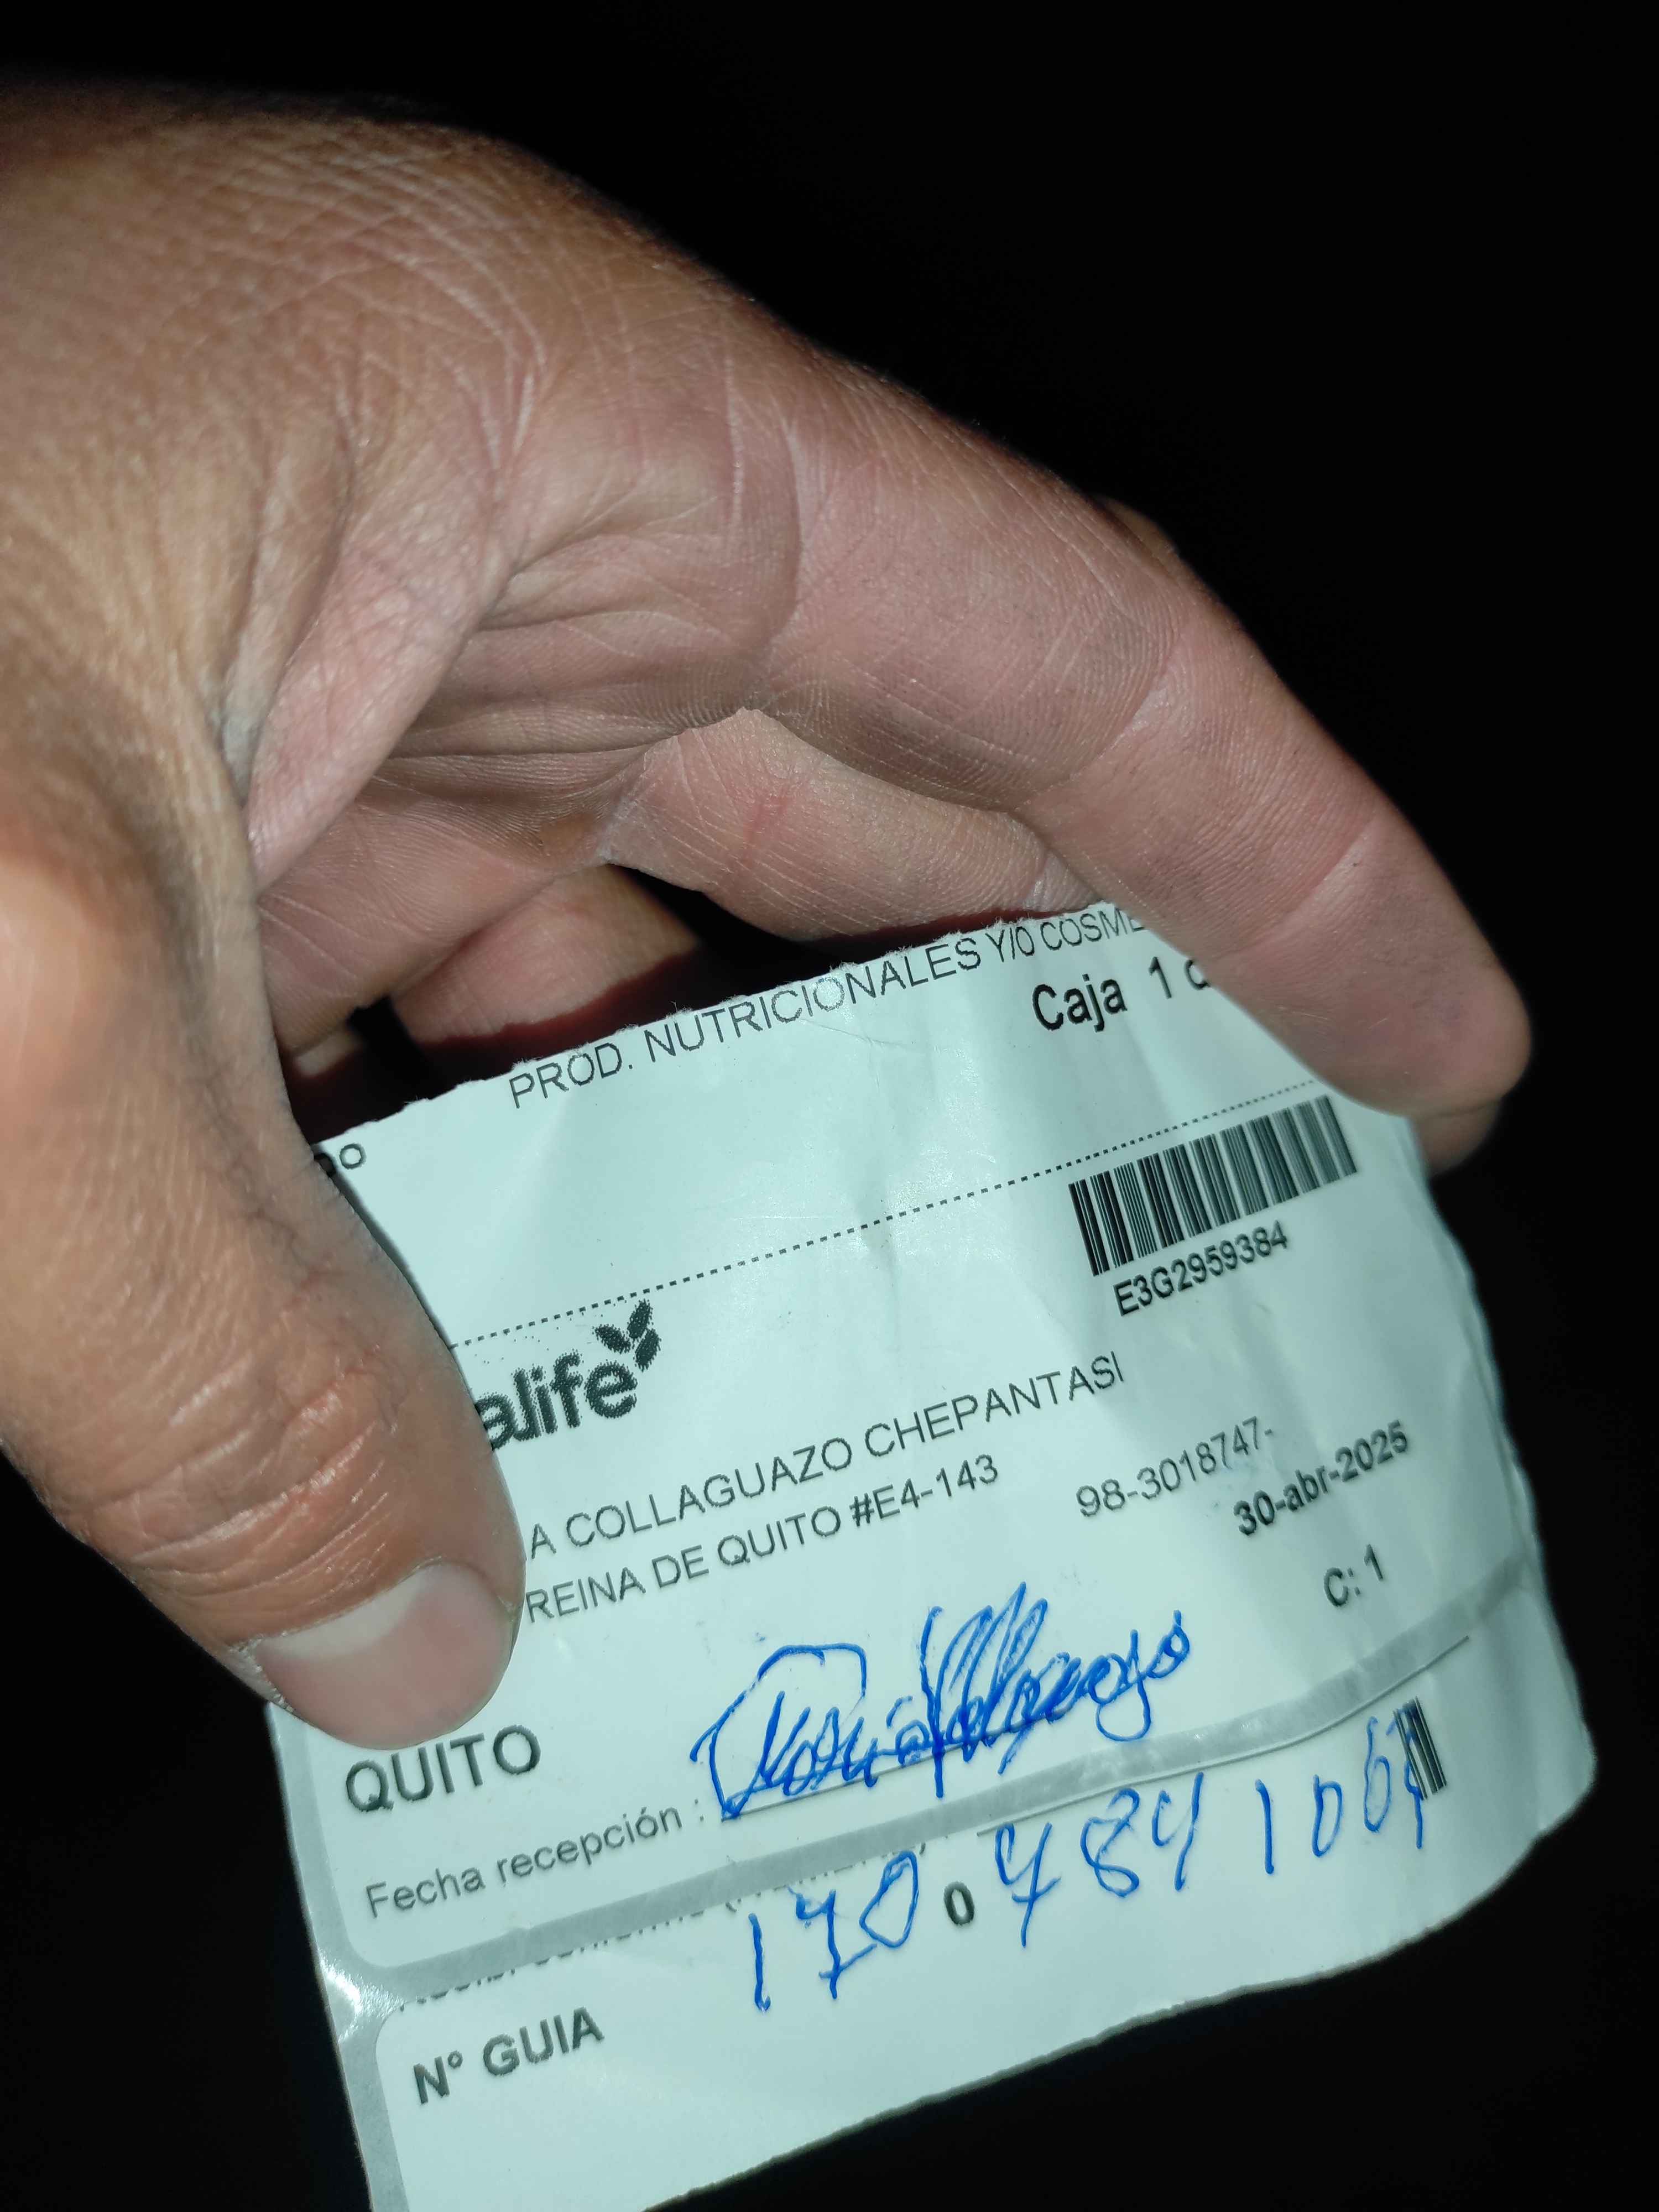 PROD. NUTRICIONALES Y/O COSME
Caja 1 d
E3G2959384
alife
A COLLAGUAZO CHEPANTASI
REINA DE QUITO #E4-143
98-3018747-
30-abr-2025
C: 1
QUITO
Fecha recepción :
0
N° GUIA